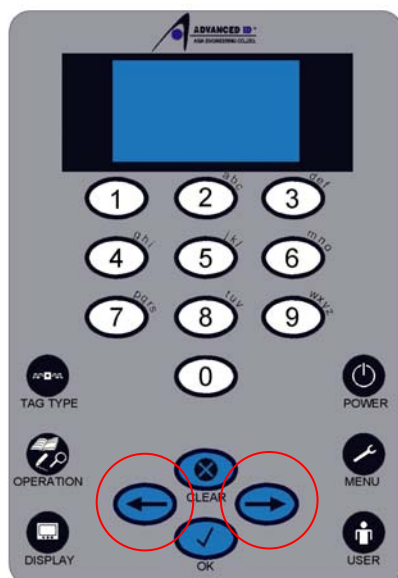 ADVANCED ID
ASIA ENGINEERING CO.,LTD.
1 2 abc 3 def
4 ghi 5 jkl 6 mno
7 pqrs 8 tuv 9 wxyz
0
TAG TYPE POWER
OPERATION CLEAR MENU
DISPLAY OK USER